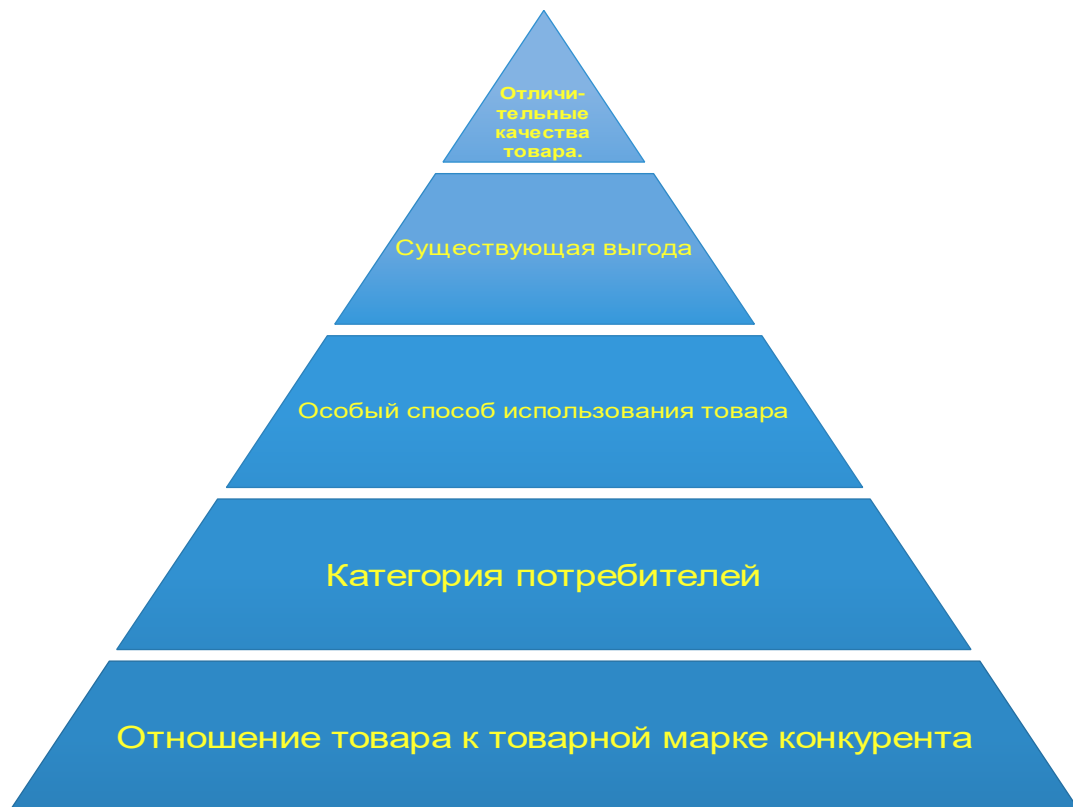 Отличи-
тельные
качества
товара.
Существующая выгода
Особый способ использования товара
Категория потребителей
Отношение товара к товарной марке конкурента